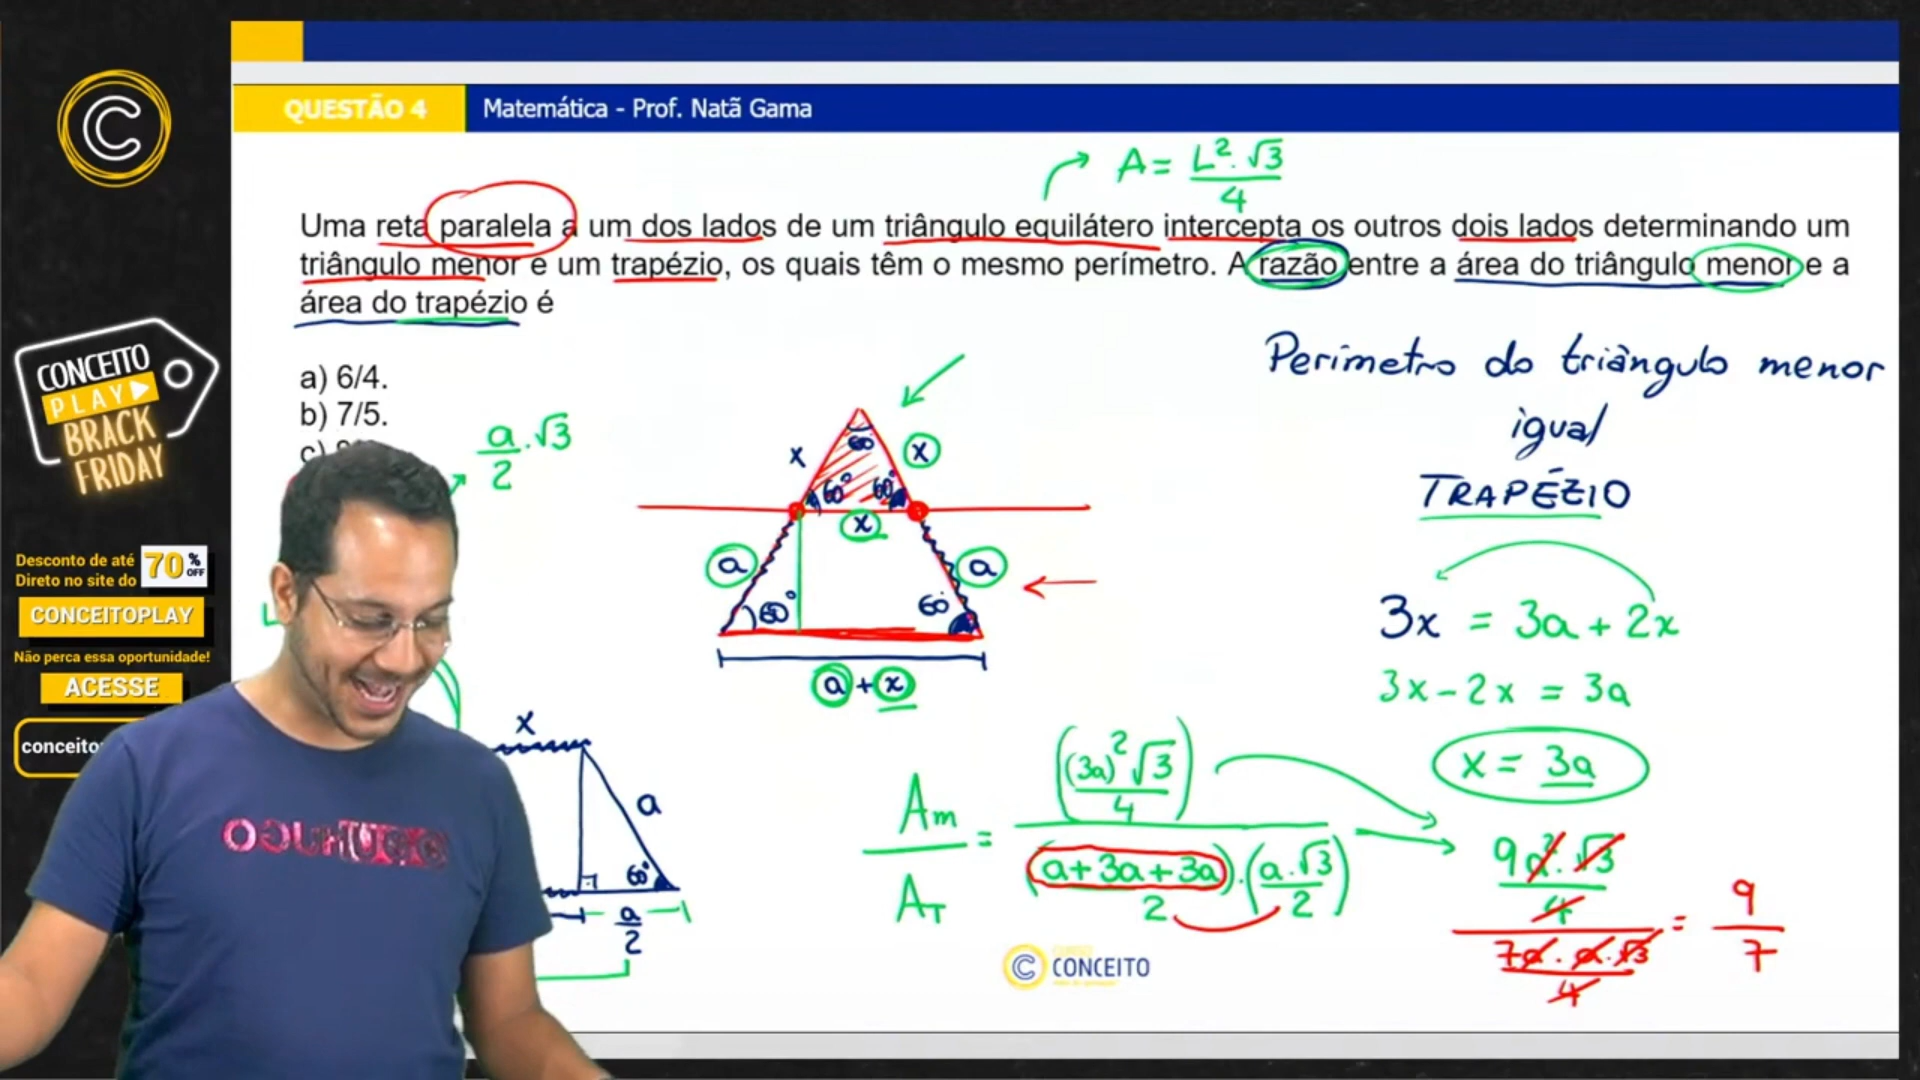 QUESTÃO 4
Matemática - Prof. Natã Gama
A = L². √3 / 4
Uma reta paralela a um dos lados de um triângulo equilátero intercepta os outros dois lados determinando um
triângulo menor e um trapézio, os quais têm o mesmo perímetro. A razão entre a área do triângulo menor e a
área do trapézio é
a) 6/4.
b) 7/5.
c)
a/2 . √3
Perímetro do triângulo menor
igual
TRAPÉZIO
3x = 3a + 2x
3x - 2x = 3a
x = 3a
60
x
x
60° 60°
x
a
a
60°
60°
a + x
x
a
60°
a/2
Am / AT = ((3a)² √3 / 4) / ((a + 3a + 3a) / 2 . (a . √3 / 2))
9a² . √3 / 4
7a . a . √3 / 4
= 9 / 7
CONCEITO
C
CONCEITO
PLAY
BRACK
FRIDAY
Desconto de até 70 % OFF
Direto no site do
CONCEITOPLAY
Não perca essa oportunidade!
ACESSE
conceito